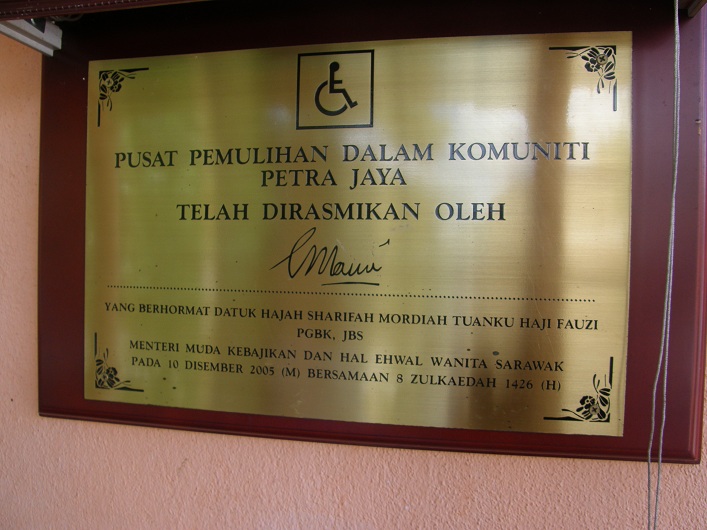 PUSAT PEMULIHAN DALAM KOMUNITI
PETRA JAYA
TELAH DIRASMIKAN OLEH
YANG BERHORMAT DATUK HAJAH SHARIFAH MORDIAH TUANKU HAJI FAUZI
PGBK, JBS
MENTERI MUDA KEBAJIKAN DAN HAL EHWAL WANITA SARAWAK
PADA 10 DISEMBER 2005 (M) BERSAMAAN 8 ZULKAEDAH 1426 (H)